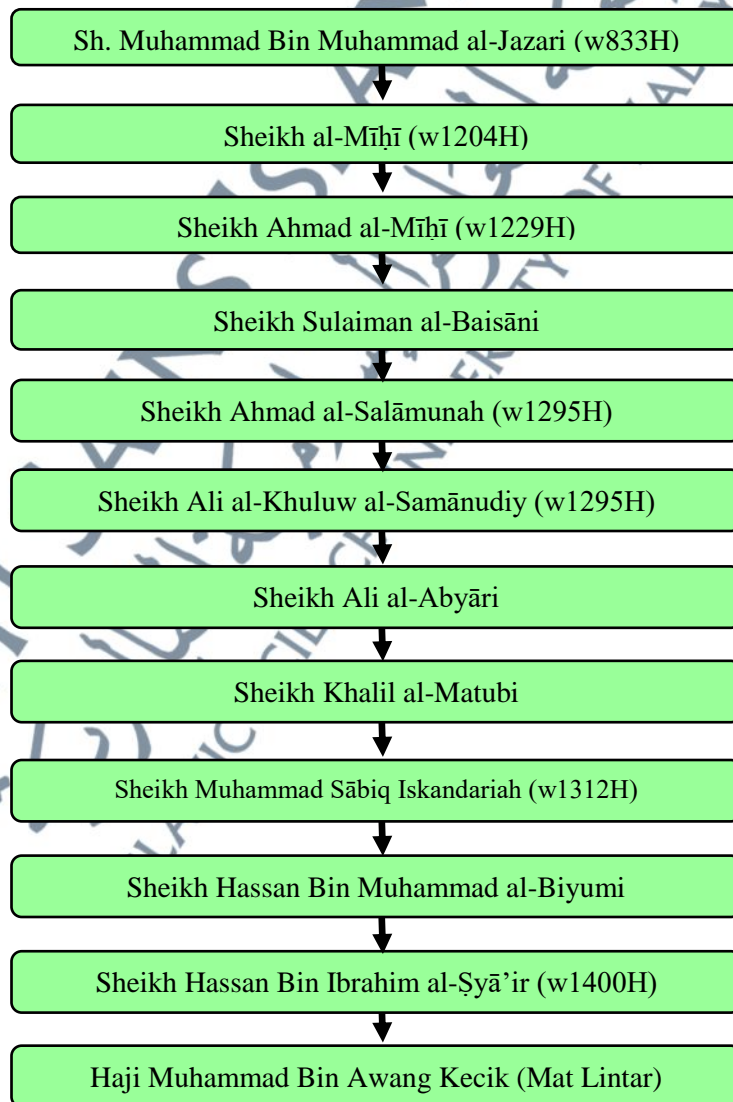 Sh. Muhammad Bin Muhammad al-Jazari (w833H)
Sheikh al-Mīḥī (w1204H)
Sheikh Ahmad al-Mīḥī (w1229H)
Sheikh Sulaiman al-Baisāni
Sheikh Ahmad al-Salāmunah (w1295H)
Sheikh Ali al-Khuluw al-Samānudiy (w1295H)
Sheikh Ali al-Abyāri
Sheikh Khalil al-Matubi
Sheikh Muhammad Sābiq Iskandariah (w1312H)
Sheikh Hassan Bin Muhammad al-Biyumi
Sheikh Hassan Bin Ibrahim al-Ṣyā’ir (w1400H)
Haji Muhammad Bin Awang Kecik (Mat Lintar)